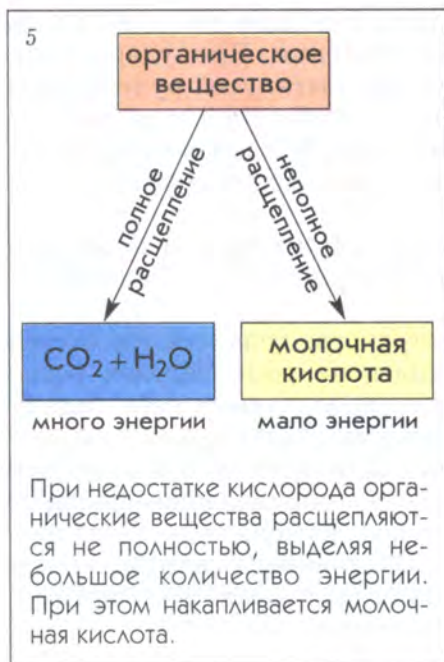 5
органическое
вещество
полное
расщепление
неполное
расщепление
CO₂ + H₂O
молочная
кислота
много энергии
мало энергии
При недостатке кислорода орга-
нические вещества расщепляют-
ся не полностью, выделяя не-
большое количество энергии.
При этом накапливается молоч-
ная кислота.